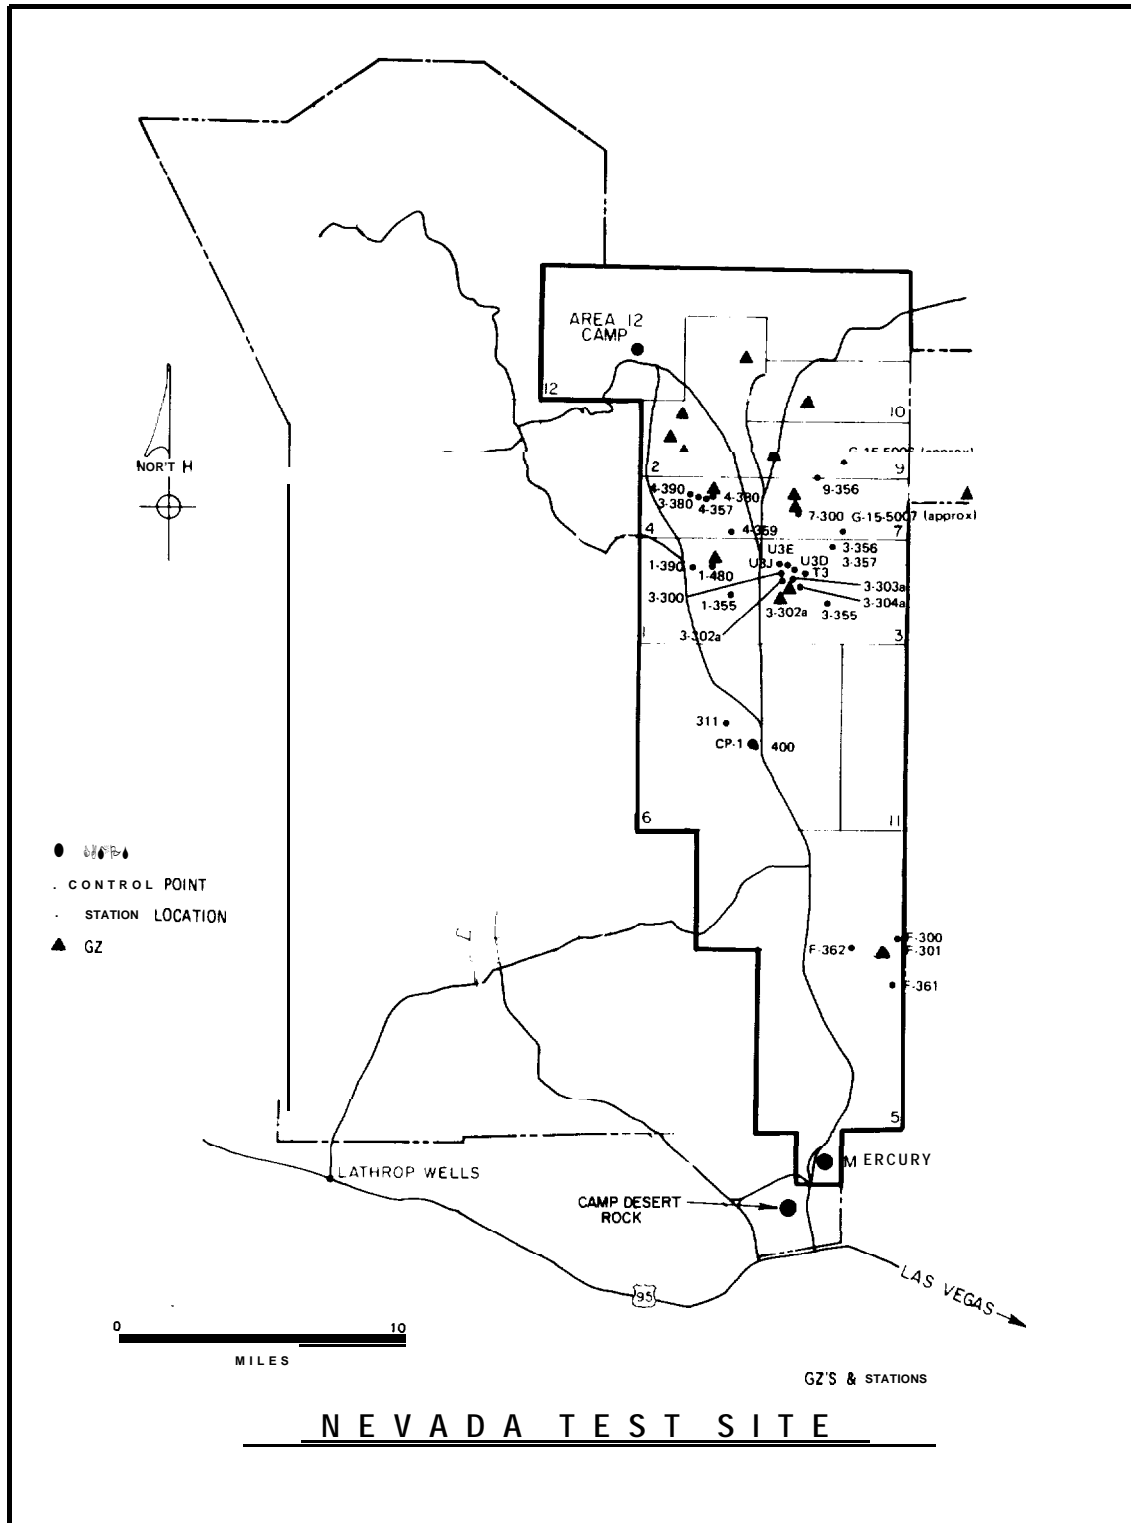 AREA 12
CAMP
12
10
G-15-5006 (approx)
NOR'T H
2
9
9-356
4-390
4-380
3-380
4-357
7-300
G-15-5007 (approx)
4
4-359
7
U3E
3-356
U3J
U3D
3-357
1-390
T3
1-480
3-303a
3-300
3-304a
1-355
3-302a
3-355
3-302a
1
3
311
CP-1
400
6
11
. CONTROL POINT
. STATION LOCATION
GZ
F-300
F-362
F-301
F-361
5
MERCURY
LATHROP WELLS
CAMP DESERT
ROCK
LAS VEGAS
95
0
10
MILES
GZ'S & STATIONS
NEVADA TEST SITE